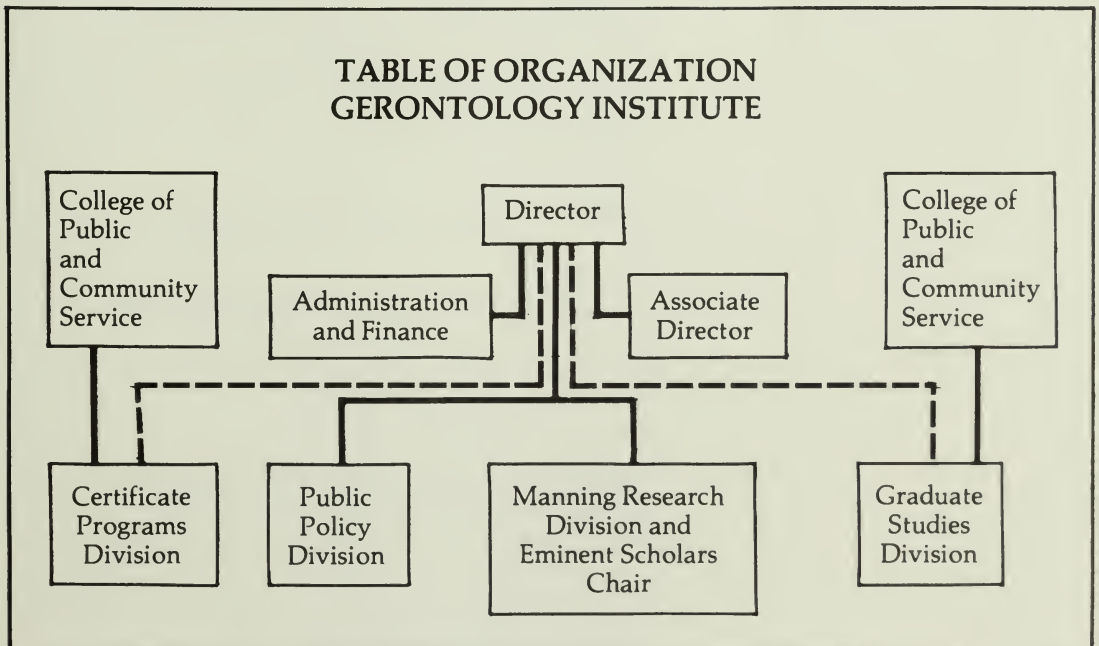 TABLE OF ORGANIZATION
GERONTOLOGY INSTITUTE
College of
Public
and
Community
Service
Director
College of
Public
and
Community
Service
Administration
and Finance
Associate
Director
Certificate
Programs
Division
Public
Policy
Division
Manning Research
Division and
Eminent Scholars
Chair
Graduate
Studies
Division